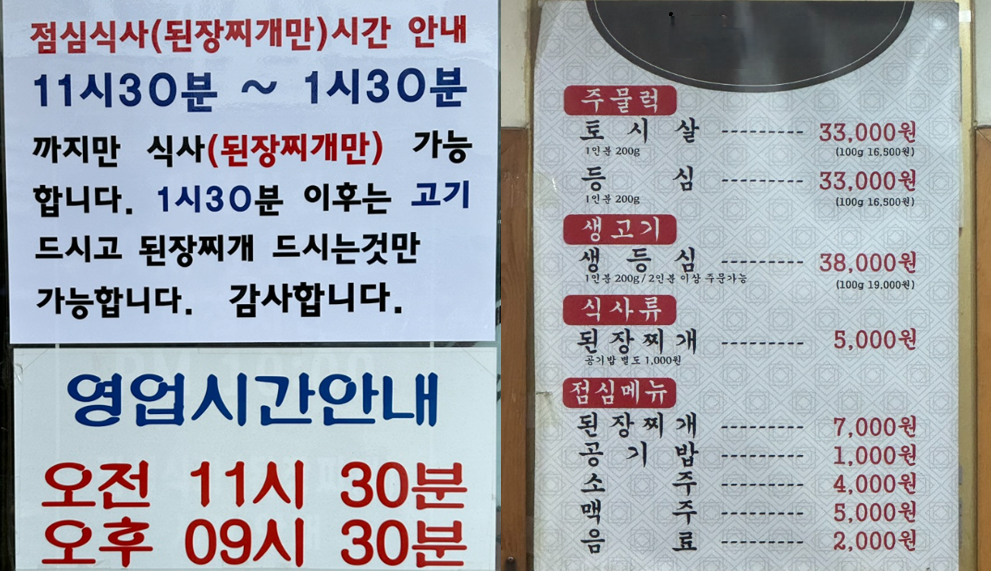 점심식사(된장찌개만)시간 안내
11시30분 ~ 1시30분
까지만 식사(된장찌개만) 가능
합니다. 1시30분 이후는 고기
드시고 된장찌개 드시는것만
가능합니다. 감사합니다.
영업시간안내
오전 11시 30분
오후 09시 30분
주물럭
토시살 --------- 33,000원
1인분 200g (100g 16,500원)
등심 --------- 33,000원
1인분 200g (100g 16,500원)
생고기
생등심 --------- 38,000원
1인분 200g / 2인분 이상 주문가능 (100g 19,000원)
식사류
된장찌개 --------- 5,000원
공기밥 별도 1,000원
점심메뉴
된장찌개 --------- 7,000원
공기밥 --------- 1,000원
소주 --------- 4,000원
맥주 --------- 5,000원
음료 --------- 2,000원